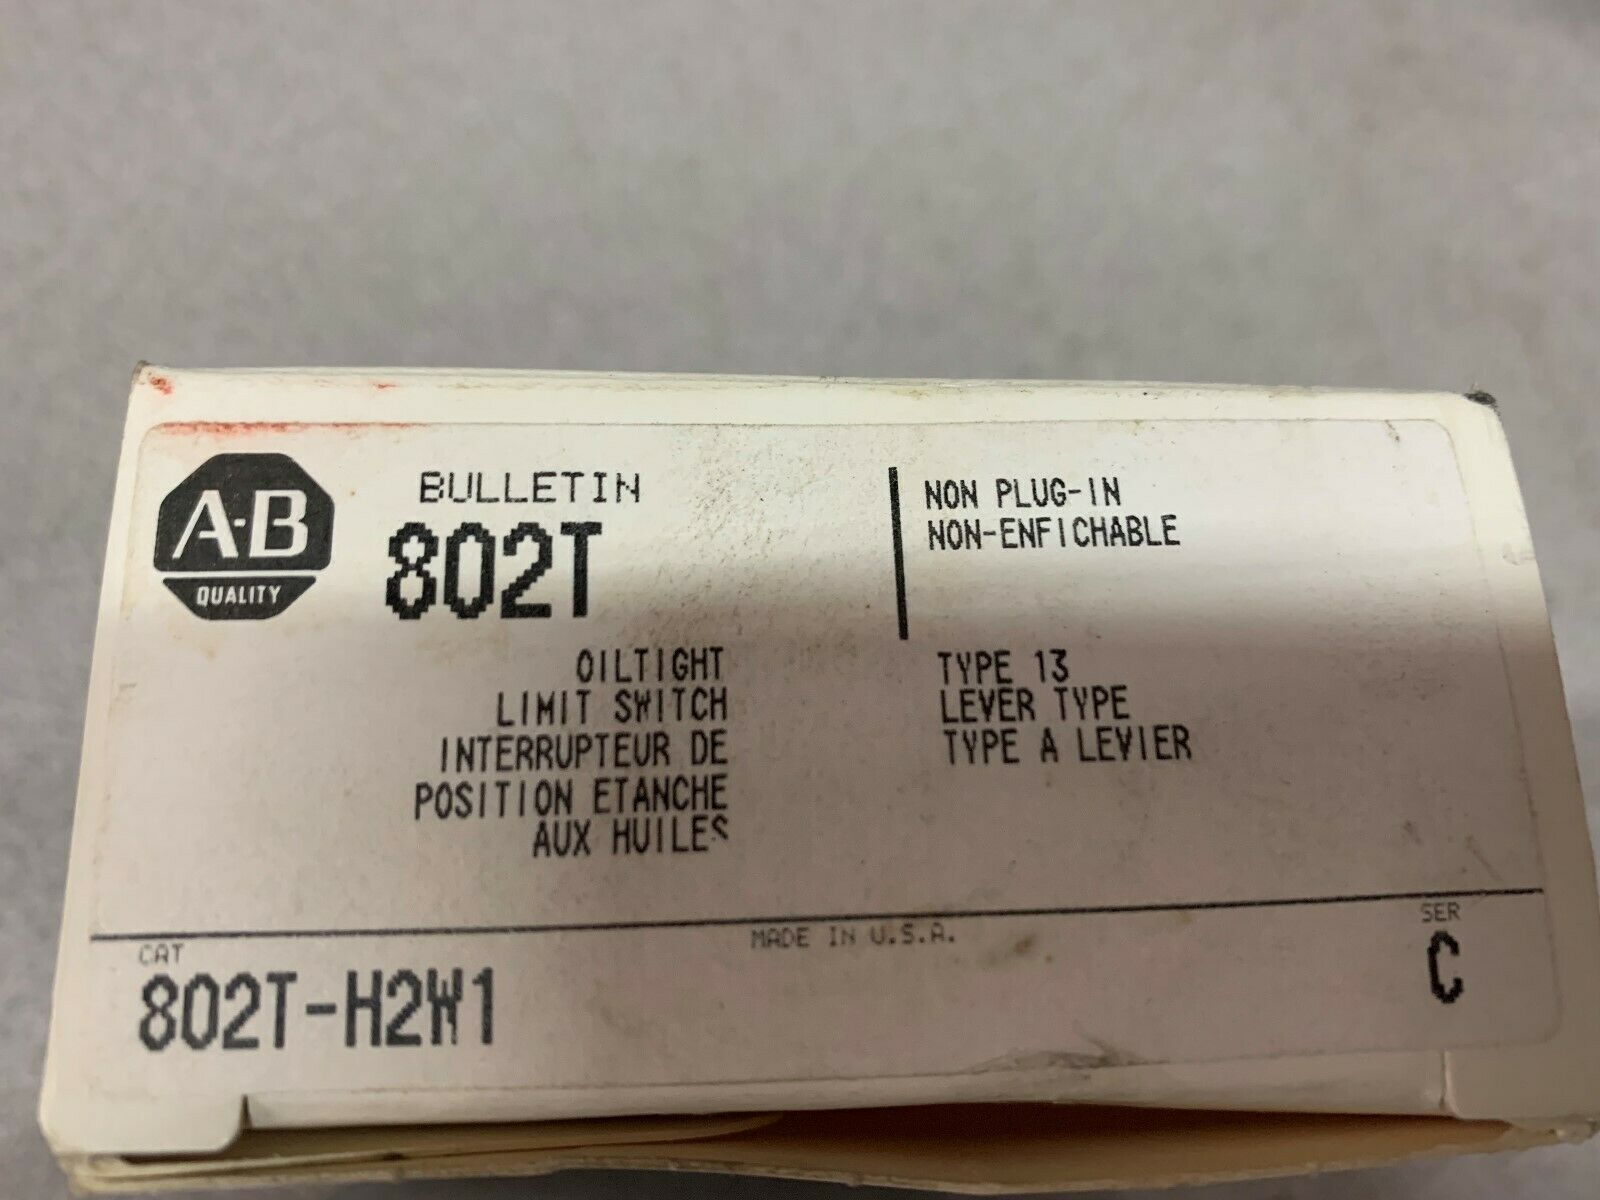 A-B
QUALITY
BULLETIN
802T
OILTIGHT
LIMIT SWITCH
INTERRUPTEUR DE
POSITION ETANCHE
AUX HUILES
NON PLUG-IN
NON-ENFICHABLE
TYPE 13
LEVER TYPE
TYPE A LEVIER
CAT
802T-H2W1
MADE IN U.S.A.
SER
C